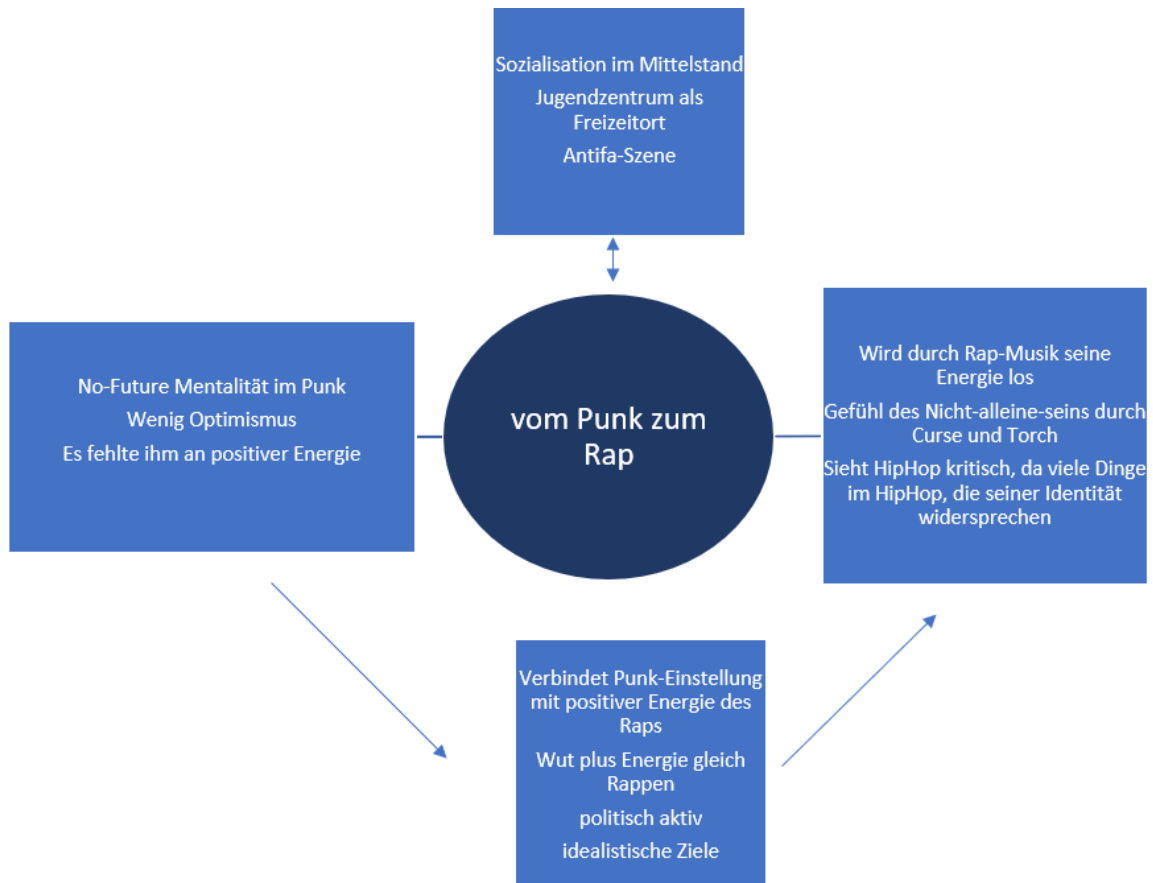 Sozialisation im Mittelstand
Jugendzentrum als
Freizeitort
Antifa-Szene
No-Future Mentalität im Punk
Wenig Optimismus
Es fehlte ihm an positiver Energie
vom Punk zum
Rap
Wird durch Rap-Musik seine
Energie los
Gefühl des Nicht-alleine-seins durch
Curse und Torch
Sieht HipHop kritisch, da viele Dinge
im HipHop, die seiner Identität
widersprechen
Verbindet Punk-Einstellung
mit positiver Energie des
Raps
Wut plus Energie gleich
Rappen
politisch aktiv
idealistische Ziele